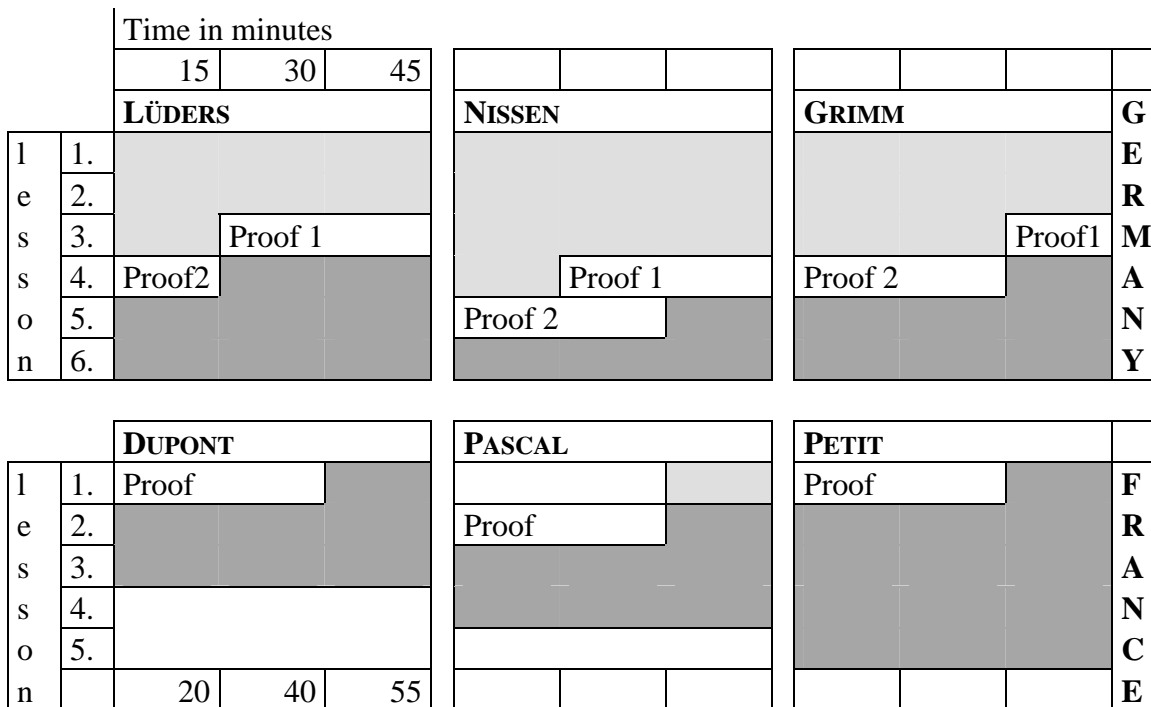 Time in minutes
15 30 45
LÜDERS NISSEN GRIMM G
l 1. E
e 2. R
s 3. Proof 1 Proof1 M
s 4. Proof2 Proof 1 Proof 2 A
o 5. Proof 2 N
n 6. Y
DUPONT PASCAL PETIT
l 1. Proof Proof F
e 2. Proof R
s 3. A
s 4. N
o 5. C
n 20 40 55 E